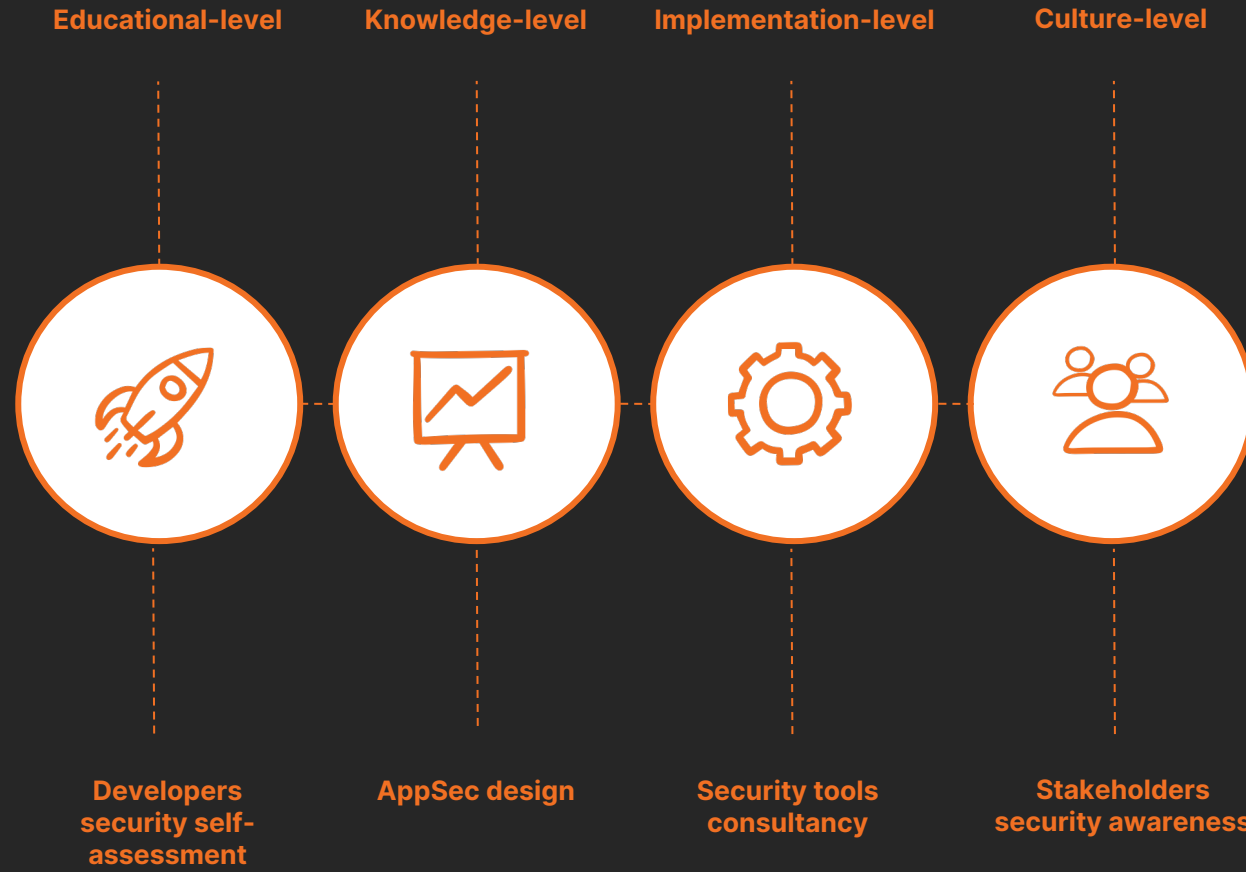 Educational-level
Knowledge-level
Implementation-level
Culture-level
Developers
security self-
assessment
AppSec design
Security tools
consultancy
Stakeholders
security awareness